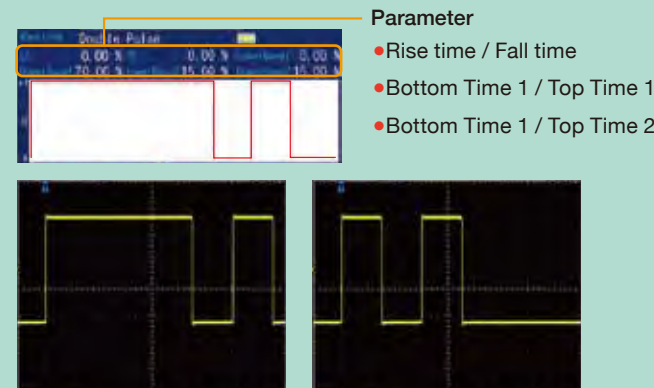 Parameter
Double Pulse
0.00 % 0.00 % 0.00 %
70.00 % 15.00 % 15.00 %
●Rise time / Fall time
●Bottom Time 1 / Top Time 1
●Bottom Time 1 / Top Time 2